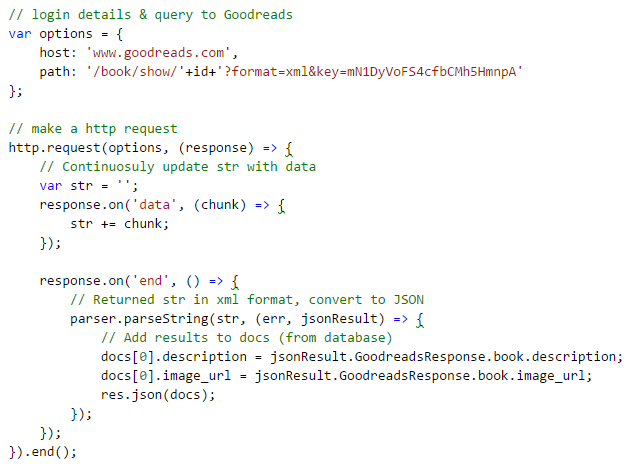 // login details & query to Goodreads
var options = {
    host: 'www.goodreads.com',
    path: '/book/show/'+id+'?format=xml&key=mN1DyVoFS4cfbCMh5HmnpA'
};

// make a http request
http.request(options, (response) => {
    // Continuosuly update str with data
    var str = '';
    response.on('data', (chunk) => {
        str += chunk;
    });

    response.on('end', () => {
        // Returned str in xml format, convert to JSON
        parser.parseString(str, (err, jsonResult) => {
            // Add results to docs (from database)
            docs[0].description = jsonResult.GoodreadsResponse.book.description;
            docs[0].image_url = jsonResult.GoodreadsResponse.book.image_url;
            res.json(docs);
        });
    });
}).end();